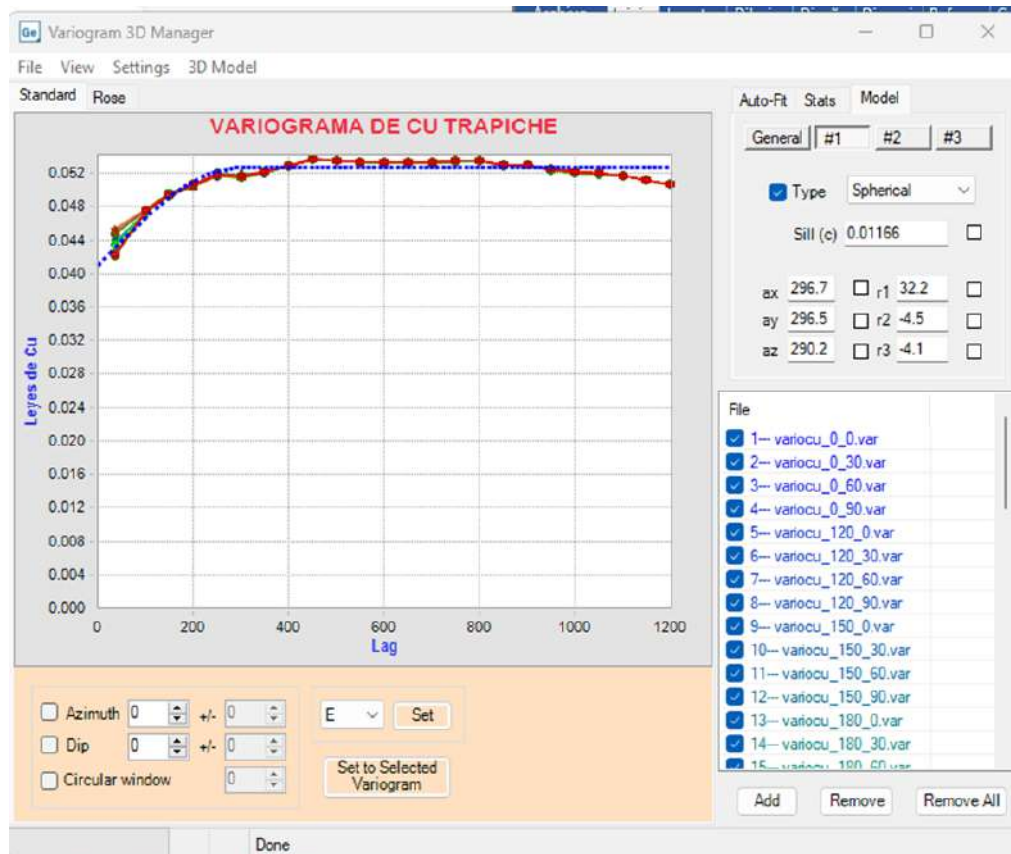 Variogram 3D Manager
File View Settings 3D Model
Standard Rose
VARIOGRAMA DE CU TRAPICHE
0.052
0.048
0.044
0.040
0.036
0.032
0.028
0.024
0.020
0.016
0.012
0.008
0.004
0.000
Leyes de Cu
0 200 400 600 800 1000 1200
Lag
Auto-Fit Stats Model
General #1 #2 #3
Type Spherical
Sill (c) 0.01166
ax 296.7 r1 32.2
ay 296.5 r2 -4.5
az 290.2 r3 -4.1
File
1--- variocu_0_0.var
2--- variocu_0_30.var
3--- variocu_0_60.var
4--- variocu_0_90.var
5--- variocu_120_0.var
6--- variocu_120_30.var
7--- variocu_120_60.var
8--- variocu_120_90.var
9--- variocu_150_0.var
10--- variocu_150_30.var
11--- variocu_150_60.var
12--- variocu_150_90.var
13--- variocu_180_0.var
14--- variocu_180_30.var
15--- variocu_180_60.var
Add Remove Remove All
Azimuth 0 +/- 0
Dip 0 +/- 0
Circular window 0
E Set
Set to Selected
Variogram
Done